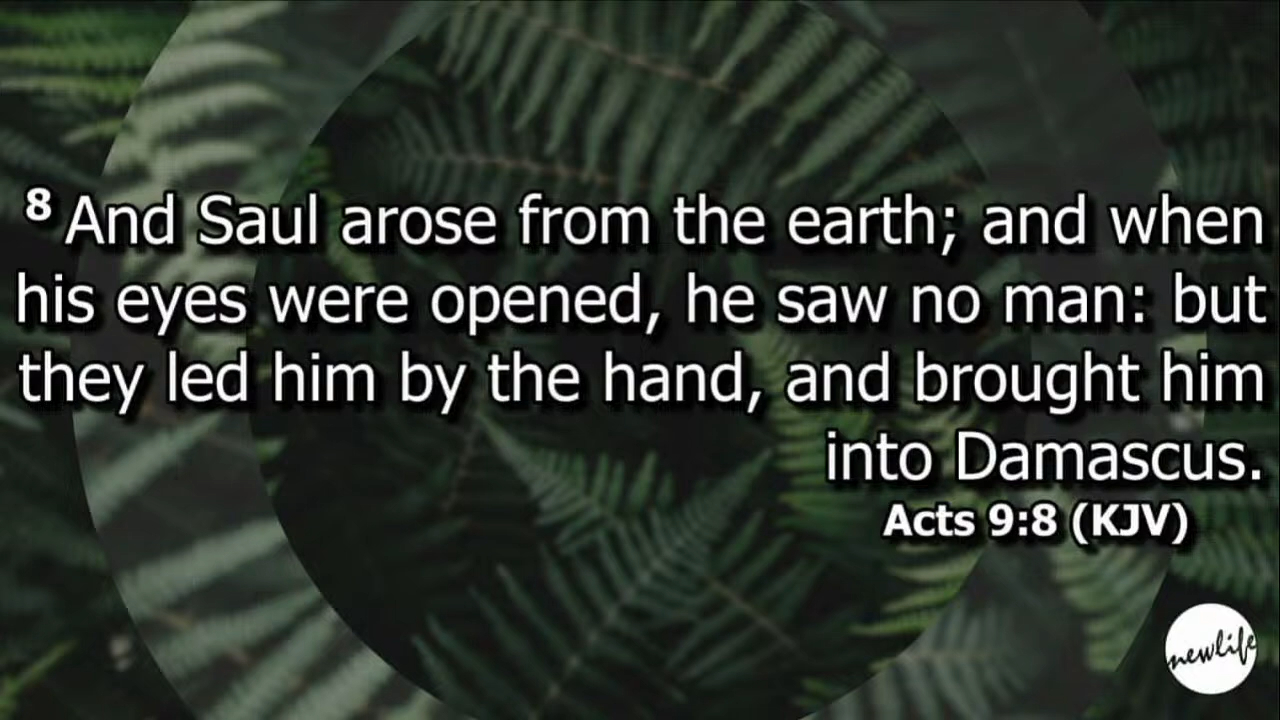 8 And Saul arose from the earth; and when
his eyes were opened, he saw no man: but
they led him by the hand, and brought him
into Damascus.
Acts 9:8 (KJV)
newlife